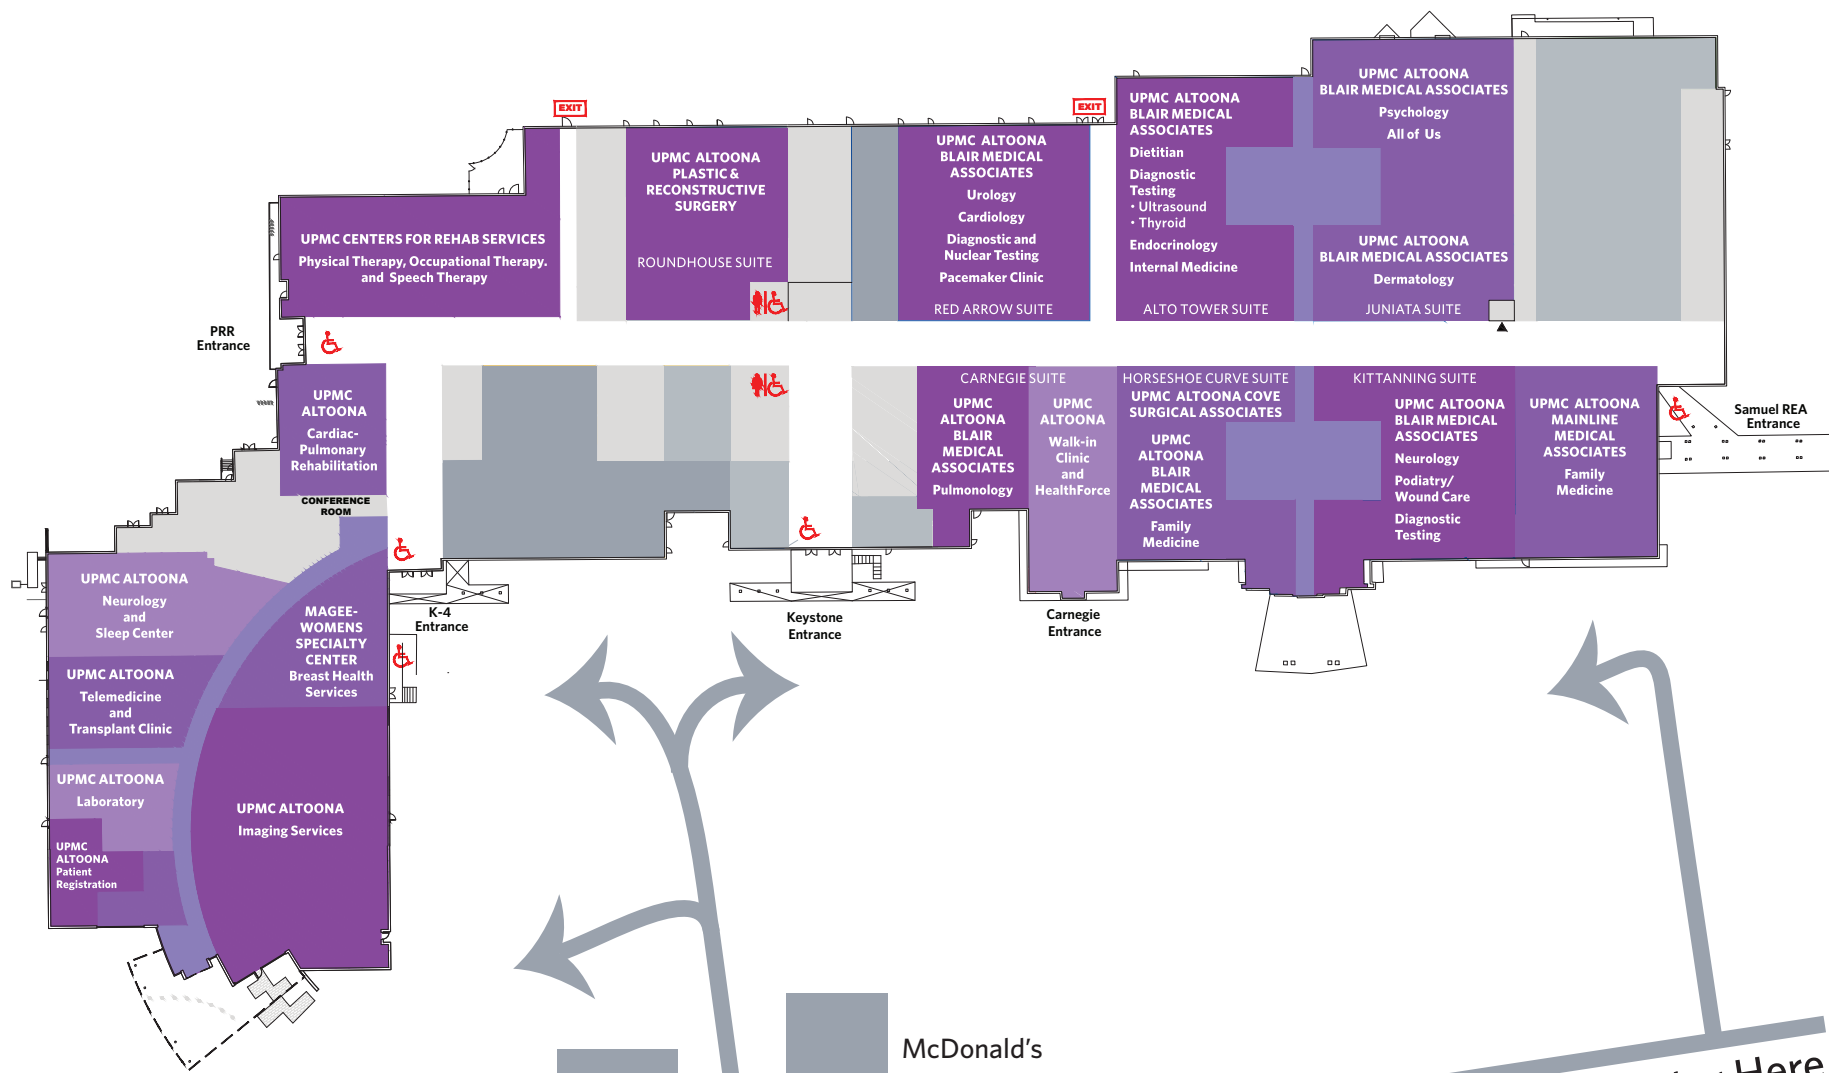 EXIT
EXIT
UPMC CENTERS FOR REHAB SERVICES
Physical Therapy, Occupational Therapy.
and Speech Therapy
UPMC ALTOONA
PLASTIC &
RECONSTRUCTIVE
SURGERY
ROUNDHOUSE SUITE
UPMC ALTOONA
BLAIR MEDICAL
ASSOCIATES
Urology
Cardiology
Diagnostic and
Nuclear Testing
Pacemaker Clinic
RED ARROW SUITE
UPMC ALTOONA
BLAIR MEDICAL
ASSOCIATES
Dietitian
Diagnostic
Testing
• Ultrasound
• Thyroid
Endocrinology
Internal Medicine
ALTO TOWER SUITE
UPMC ALTOONA
BLAIR MEDICAL ASSOCIATES
Psychology
All of Us
UPMC ALTOONA
BLAIR MEDICAL ASSOCIATES
Dermatology
JUNIATA SUITE
PRR
Entrance
UPMC
ALTOONA
Cardiac-
Pulmonary
Rehabilitation
CONFERENCE
ROOM
CARNEGIE SUITE
UPMC
ALTOONA
BLAIR
MEDICAL
ASSOCIATES
Pulmonology
UPMC
ALTOONA
Walk-in
Clinic
and
HealthForce
HORSESHOE CURVE SUITE
UPMC ALTOONA COVE
SURGICAL ASSOCIATES
UPMC
ALTOONA
BLAIR
MEDICAL
ASSOCIATES
Family
Medicine
KITTANNING SUITE
UPMC ALTOONA
BLAIR MEDICAL
ASSOCIATES
Neurology
Podiatry/
Wound Care
Diagnostic
Testing
UPMC ALTOONA
MAINLINE
MEDICAL
ASSOCIATES
Family
Medicine
Samuel REA
Entrance
UPMC ALTOONA
Neurology
and
Sleep Center
UPMC ALTOONA
Telemedicine
and
Transplant Clinic
UPMC ALTOONA
Laboratory
UPMC
ALTOONA
Patient
Registration
MAGEE-
WOMENS
SPECIALTY
CENTER
Breast Health
Services
UPMC ALTOONA
Imaging Services
K-4
Entrance
Keystone
Entrance
Carnegie
Entrance
McDonald's
Here